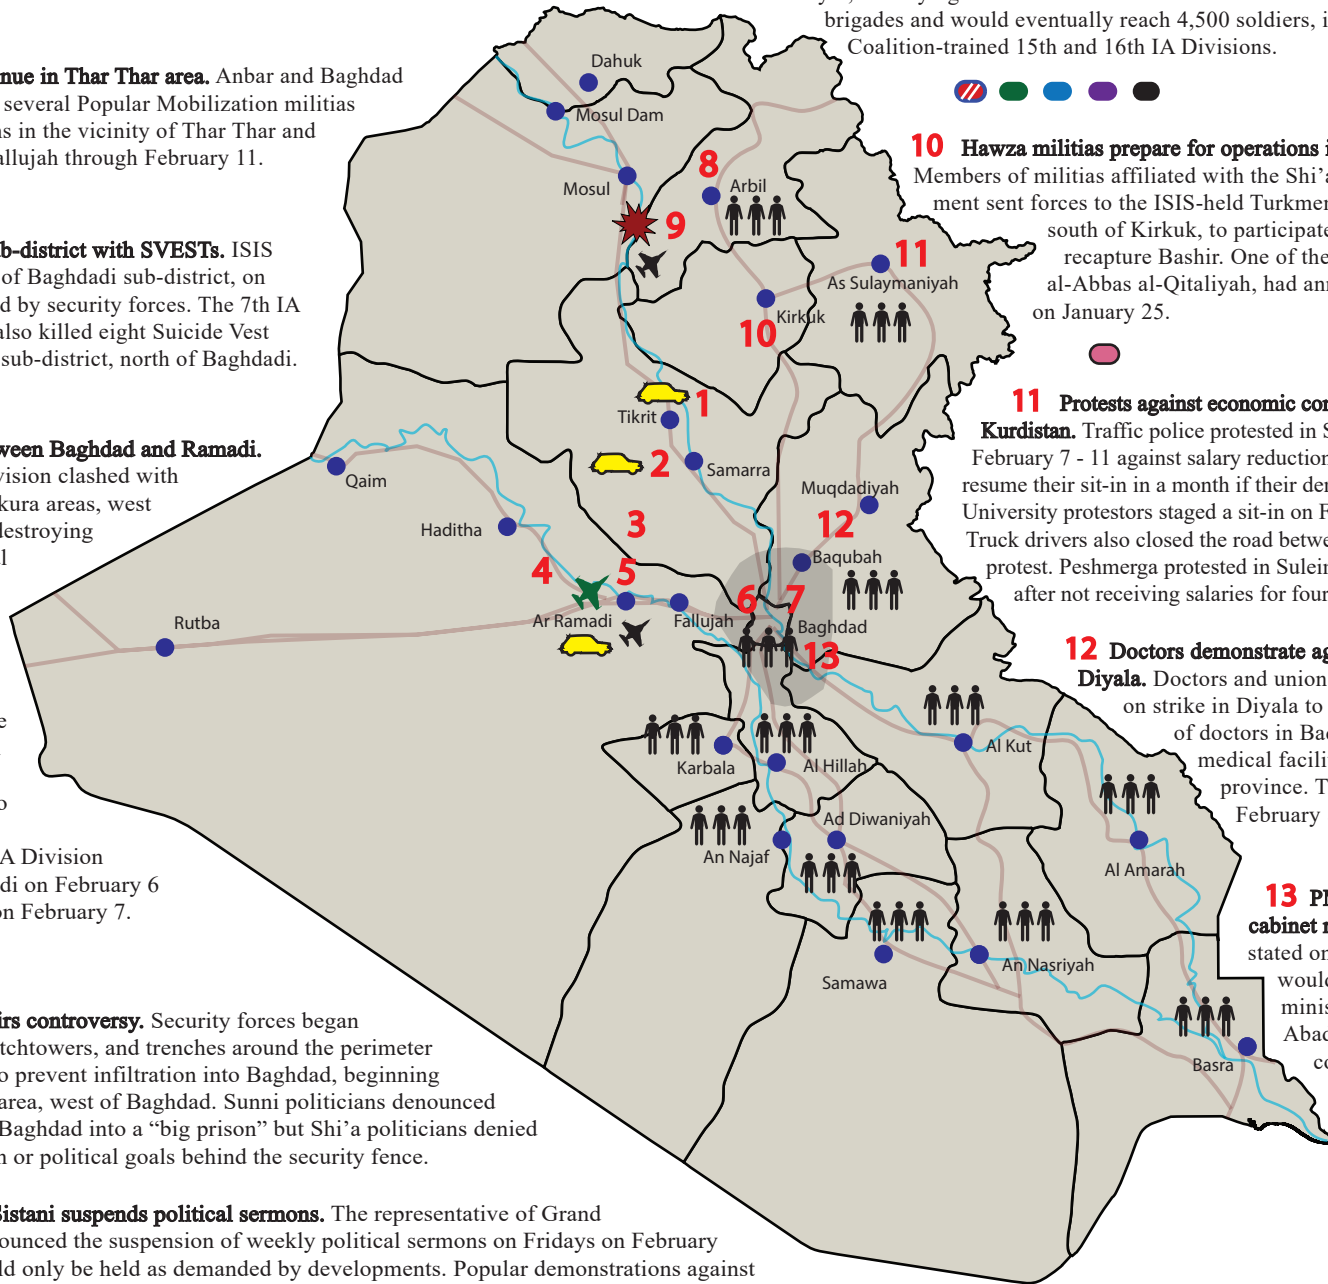 brigades and would eventually reach 4,500 soldiers, i
Coalition-trained 15th and 16th IA Divisions.
nue in Thar Thar area. Anbar and Baghdad
several Popular Mobilization militias
ns in the vicinity of Thar Thar and
allujah through February 11.
b-district with SVESTs. ISIS
of Baghdadi sub-district, on
d by security forces. The 7th IA
also killed eight Suicide Vest
sub-district, north of Baghdadi.
ween Baghdad and Ramadi.
vision clashed with
kura areas, west
destroying
l
e
o
A Division
di on February 6
on February 7.
irs controversy. Security forces began
tchtowers, and trenches around the perimeter
o prevent infiltration into Baghdad, beginning
area, west of Baghdad. Sunni politicians denounced
Baghdad into a “big prison” but Shi’a politicians denied
n or political goals behind the security fence.
Sistani suspends political sermons. The representative of Grand
ounced the suspension of weekly political sermons on Fridays on February
ld only be held as demanded by developments. Popular demonstrations against
Dahuk
Mosul Dam
Mosul
8
Arbil
9
11
As Sulaymaniyah
Kirkuk
10
1
Tikrit
2
Samarra
Qaim
Muqdadiyah
Haditha
3
12
Baqubah
4
5
6
7
Rutba
Ar Ramadi
Fallujah
Baghdad
13
Al Kut
Karbala
Al Hillah
Ad Diwaniyah
An Najaf
Al Amarah
Samawa
An Nasriyah
Basra
10 Hawza militias prepare for operations i
Members of militias affiliated with the Shi’a
ment sent forces to the ISIS-held Turkmen
south of Kirkuk, to participate
recapture Bashir. One of the
al-Abbas al-Qitaliyah, had ann
on January 25.
11 Protests against economic con
Kurdistan. Traffic police protested in S
February 7 - 11 against salary reduction
resume their sit-in in a month if their den
University protestors staged a sit-in on F
Truck drivers also closed the road betwe
protest. Peshmerga protested in Sulein
after not receiving salaries for four
12 Doctors demonstrate ag
Diyala. Doctors and union
on strike in Diyala to
of doctors in Baq
medical facilit
province. T
February
13 PM
cabinet r
stated on
would
minis
Abad
co